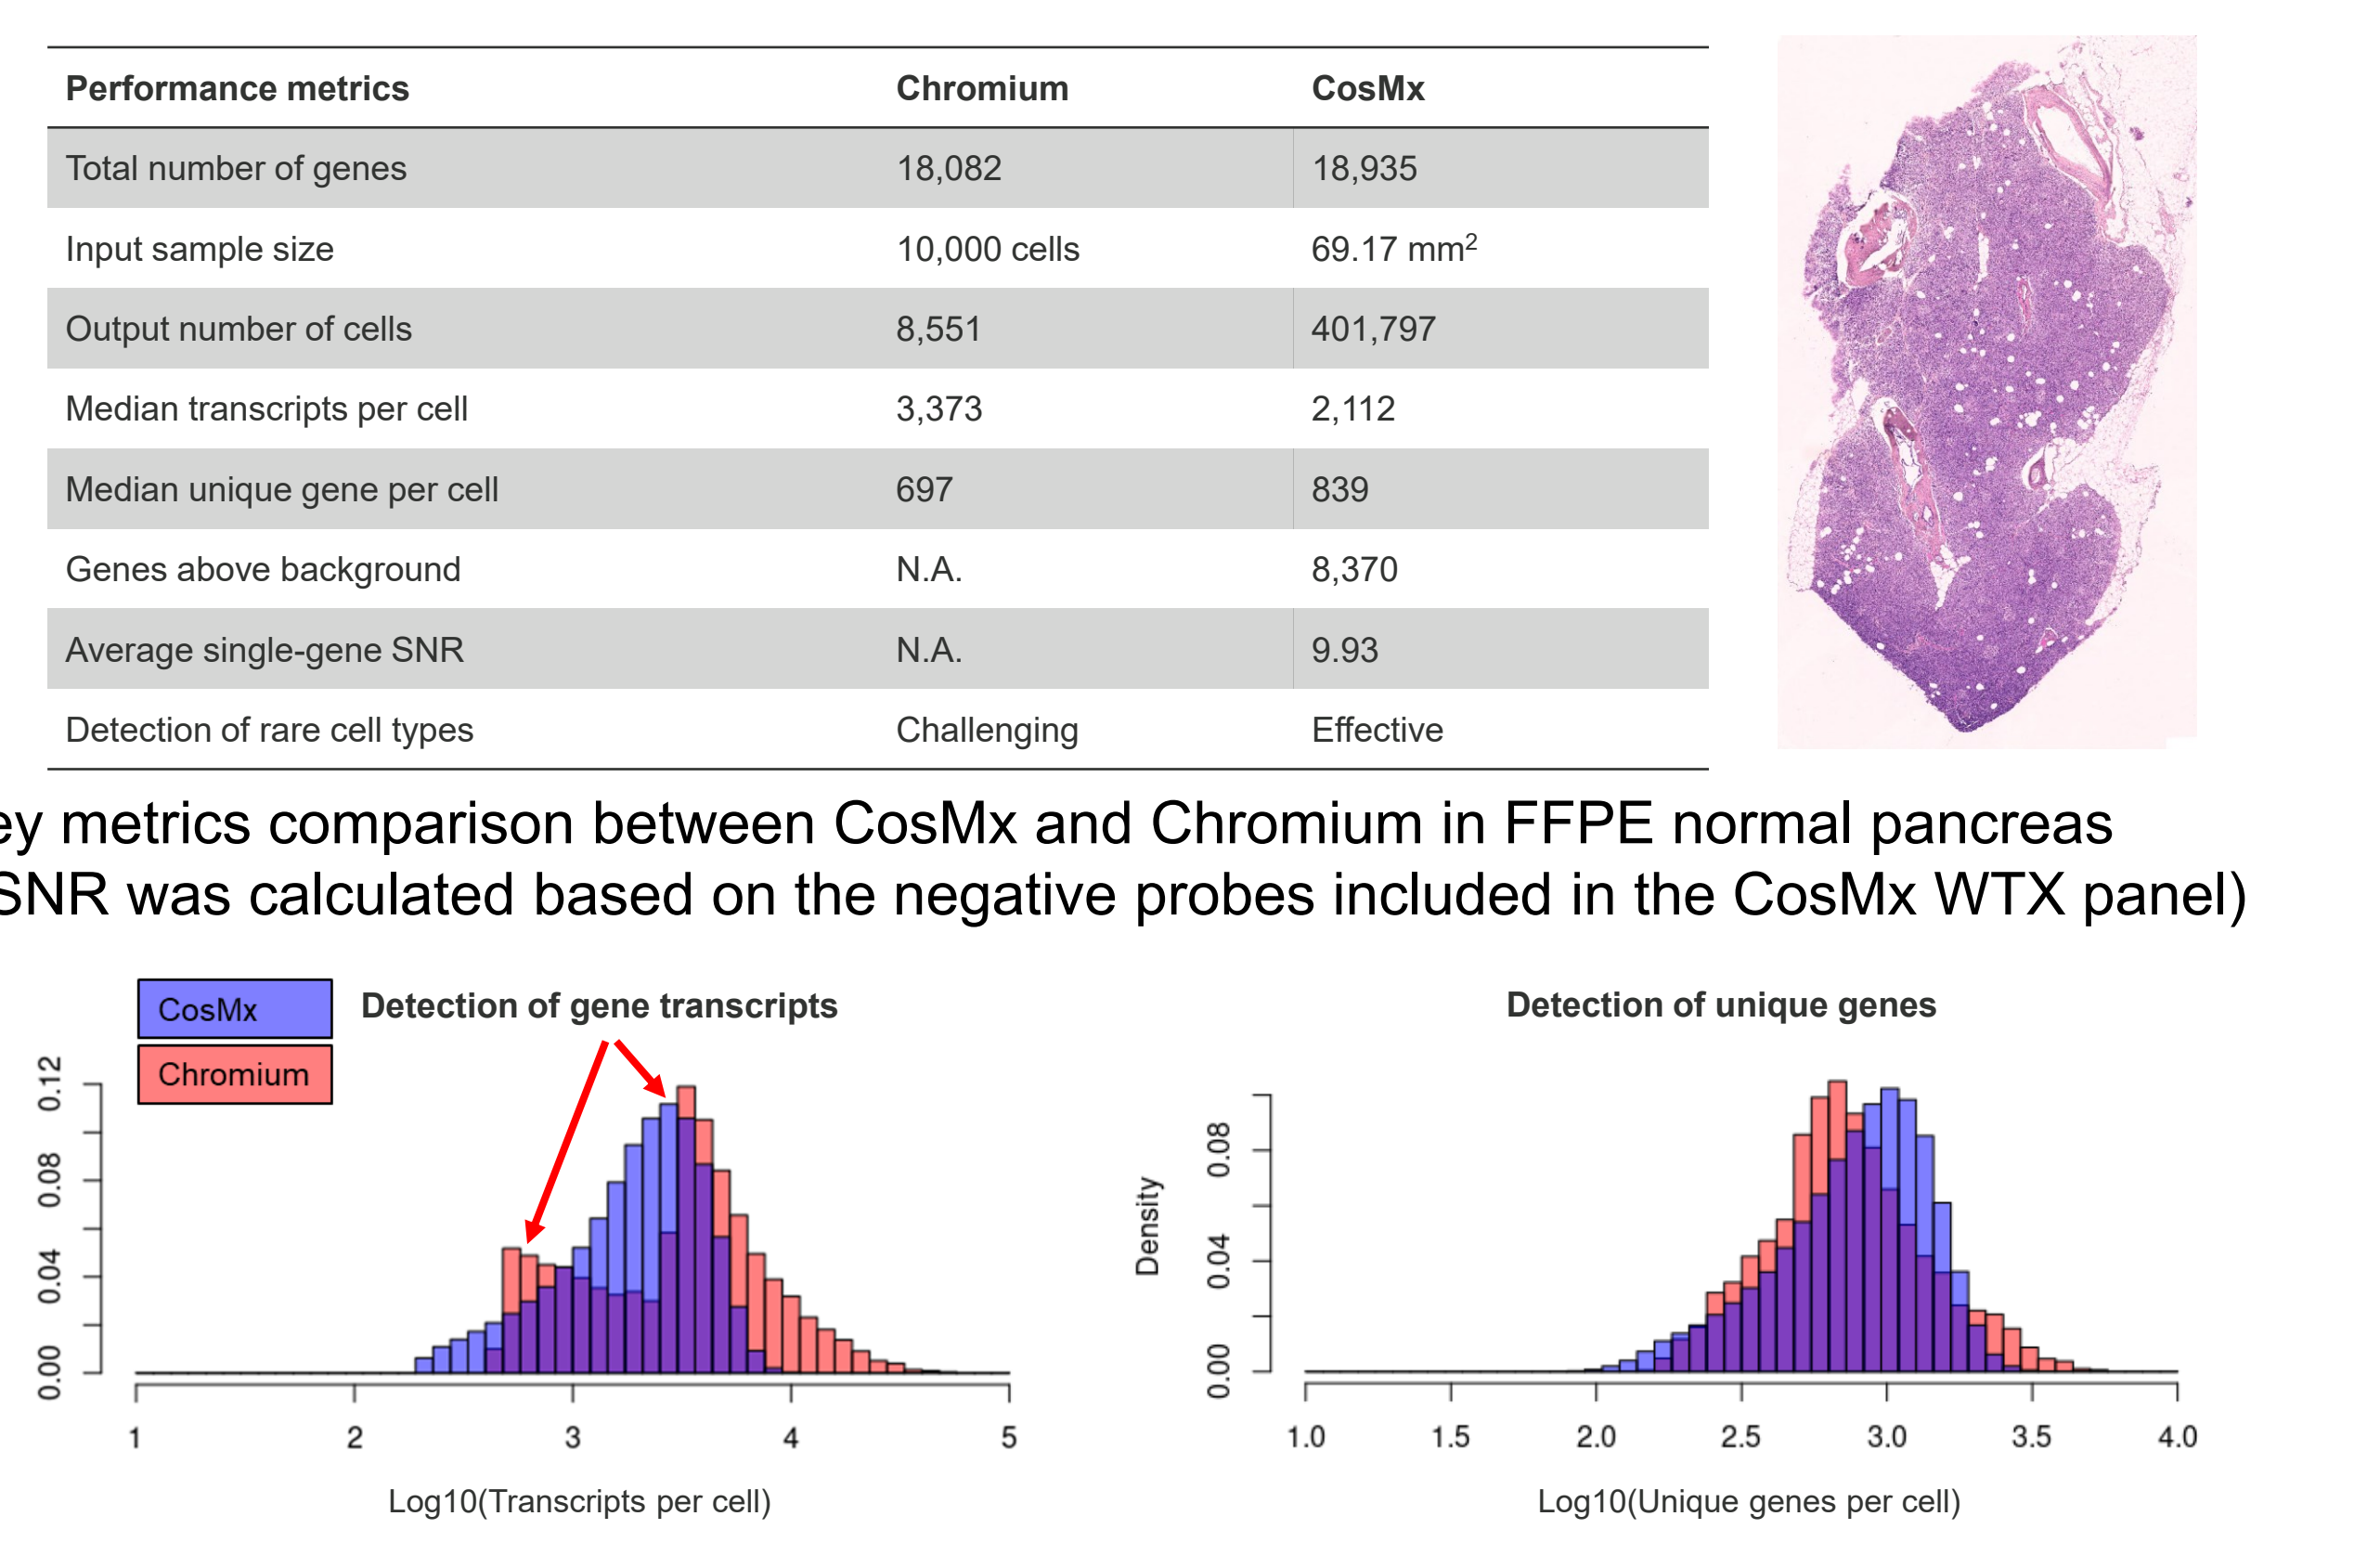 Performance metrics Chromium CosMx
Total number of genes 18,082 18,935
Input sample size 10,000 cells 69.17 mm²
Output number of cells 8,551 401,797
Median transcripts per cell 3,373 2,112
Median unique gene per cell 697 839
Genes above background N.A. 8,370
Average single-gene SNR N.A. 9.93
Detection of rare cell types Challenging Effective
ey metrics comparison between CosMx and Chromium in FFPE normal pancreas
SNR was calculated based on the negative probes included in the CosMx WTX panel)
CosMx
Chromium
Detection of gene transcripts
0.12
0.08
0.04
0.00
1 2 3 4 5
Log10(Transcripts per cell)
Detection of unique genes
Density
0.08
0.04
0.00
1.0 1.5 2.0 2.5 3.0 3.5 4.0
Log10(Unique genes per cell)